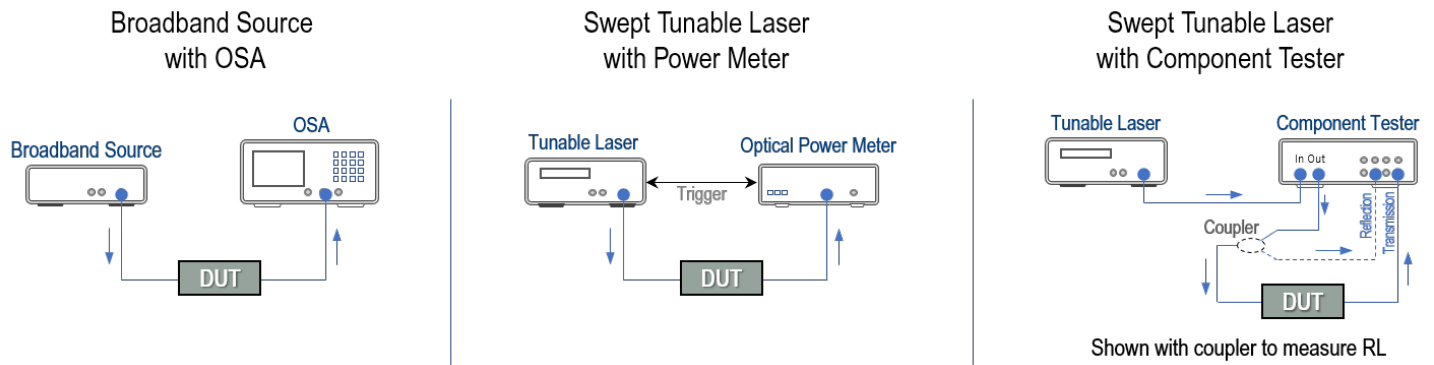 Broadband Source
with OSA
Swept Tunable Laser
with Power Meter
Swept Tunable Laser
with Component Tester
Broadband Source
OSA
DUT
Tunable Laser
Optical Power Meter
Trigger
DUT
Tunable Laser
Component Tester
In Out
Coupler
Reflection
Transmission
DUT
Shown with coupler to measure RL